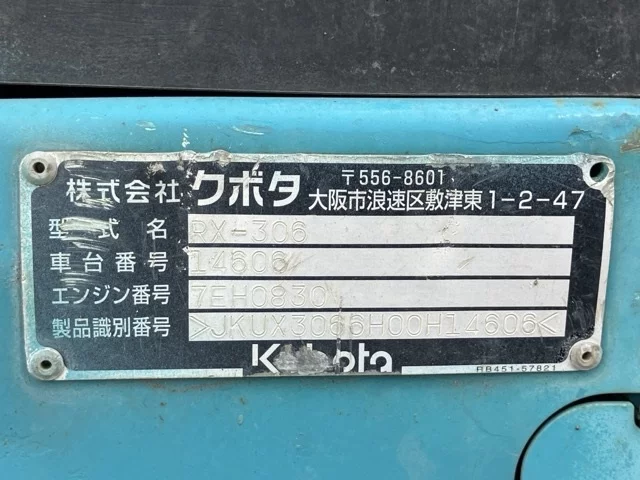 株式会社クボタ
〒556-8601
大阪市浪速区敷津東1-2-47
型式名 RX-306
車台番号 14606
エンジン番号 7EH0830
製品識別番号 >JKUX3066H00H14606<
Kubota
RB451-57821